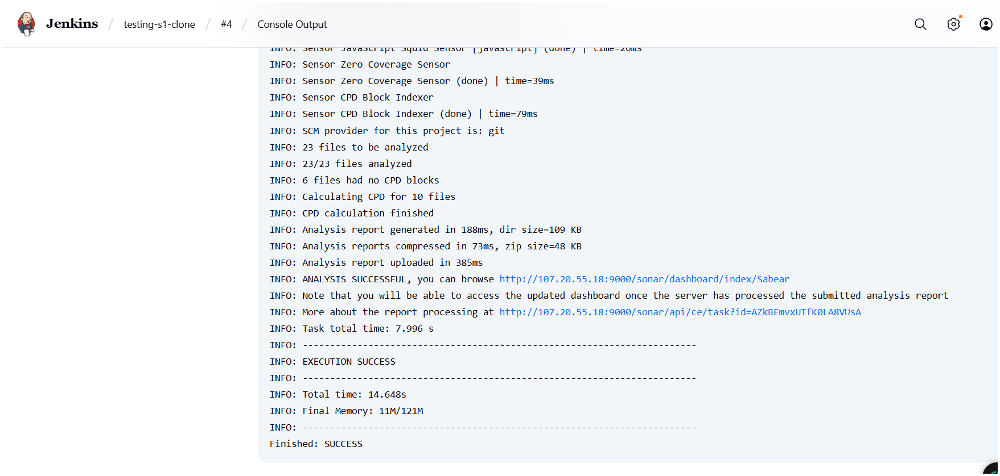 Jenkins / testing-s1-clone / #4 / Console Output
INFO: Sensor JavaScript Squid Sensor [javascript] (done) | time=26ms
INFO: Sensor Zero Coverage Sensor
INFO: Sensor Zero Coverage Sensor (done) | time=39ms
INFO: Sensor CPD Block Indexer
INFO: Sensor CPD Block Indexer (done) | time=79ms
INFO: SCM provider for this project is: git
INFO: 23 files to be analyzed
INFO: 23/23 files analyzed
INFO: 6 files had no CPD blocks
INFO: Calculating CPD for 10 files
INFO: CPD calculation finished
INFO: Analysis report generated in 188ms, dir size=109 KB
INFO: Analysis reports compressed in 73ms, zip size=48 KB
INFO: Analysis report uploaded in 385ms
INFO: ANALYSIS SUCCESSFUL, you can browse http://107.20.55.18:9000/sonar/dashboard/index/Sabear
INFO: Note that you will be able to access the updated dashboard once the server has processed the submitted analysis report
INFO: More about the report processing at http://107.20.55.18:9000/sonar/api/ce/task?id=AZkBEmvxUTfK0LA8VUsA
INFO: Task total time: 7.996 s
INFO: ------------------------------------------------------------------------
INFO: EXECUTION SUCCESS
INFO: ------------------------------------------------------------------------
INFO: Total time: 14.648s
INFO: Final Memory: 11M/121M
INFO: ------------------------------------------------------------------------
Finished: SUCCESS